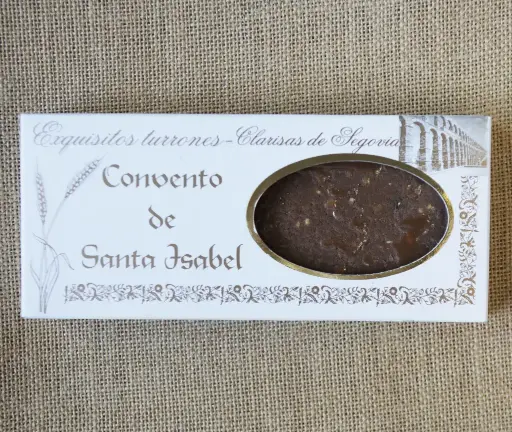 Exquisitos turrones-Clarisas de Segovia
Convento
de
Santa Isabel